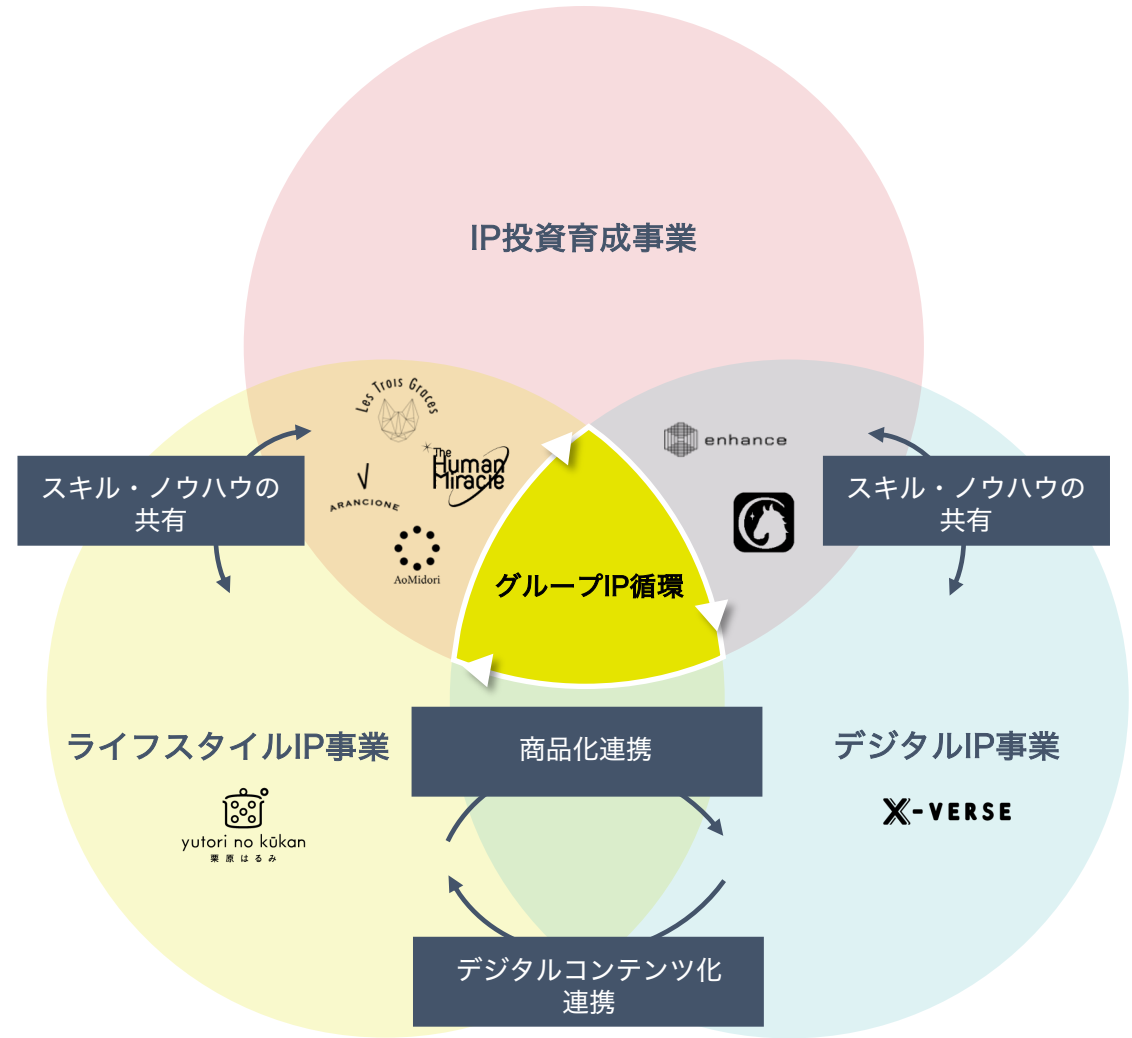 IP投資育成事業
Les Trois Graces
The
Human
Miracle
ARANCIONE
AoMidori
enhance
スキル・ノウハウの
共有
スキル・ノウハウの
共有
グループIP循環
ライフスタイルIP事業
yutori no kūkan
栗原はるみ
商品化連携
デジタルIP事業
X-VERSE
デジタルコンテンツ化
連携